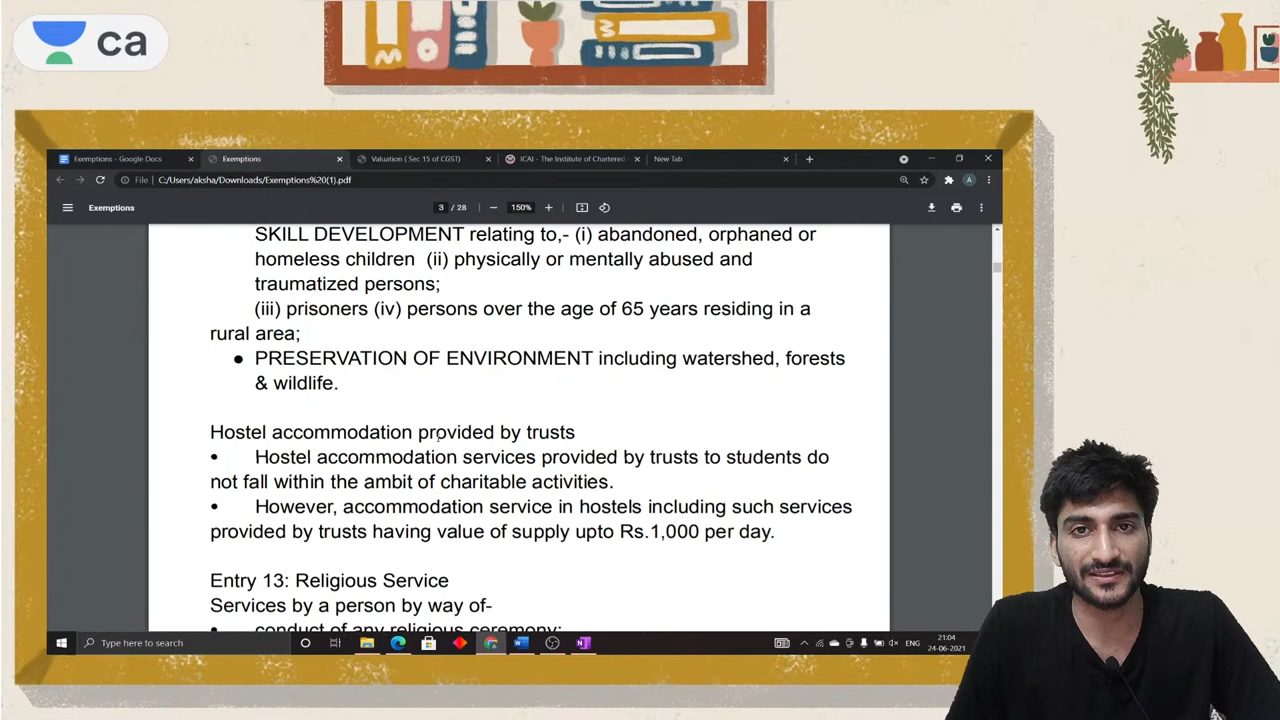 ca
Exemptions - Google Docs
Exemptions
Valuation ( Sec 15 of CGST)
ICAI - The Institute of Chartered
New Tab
File
C:/Users/aksha/Downloads/Exemptions%20(1).pdf
A
Exemptions
3 / 28
150%
SKILL DEVELOPMENT relating to,- (i) abandoned, orphaned or
homeless children (ii) physically or mentally abused and
traumatized persons;
(iii) prisoners (iv) persons over the age of 65 years residing in a
rural area;
● PRESERVATION OF ENVIRONMENT including watershed, forests
& wildlife.
Hostel accommodation provided by trusts
• Hostel accommodation services provided by trusts to students do
not fall within the ambit of charitable activities.
• However, accommodation service in hostels including such services
provided by trusts having value of supply upto Rs.1,000 per day.
Entry 13: Religious Service
Services by a person by way of-
• conduct of any religious ceremony;
Type here to search
ENG
21:04
24-06-2021